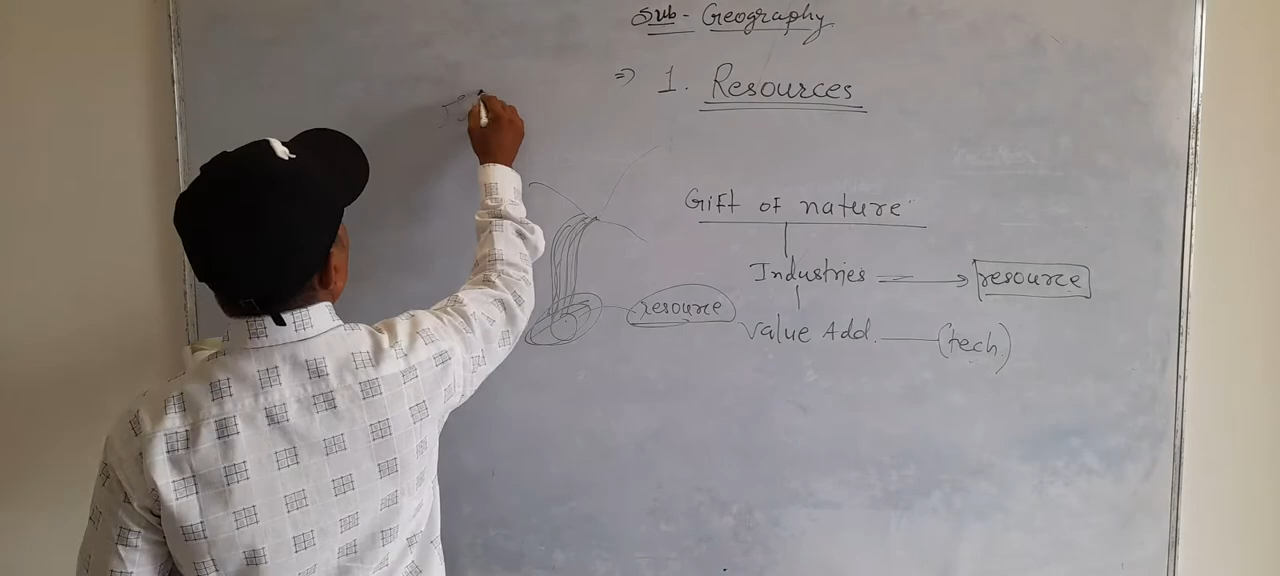 Sub - Geography
⇒ 1. Resources
Gift of nature
Industries → resource
resource
value Add. — (tech.)